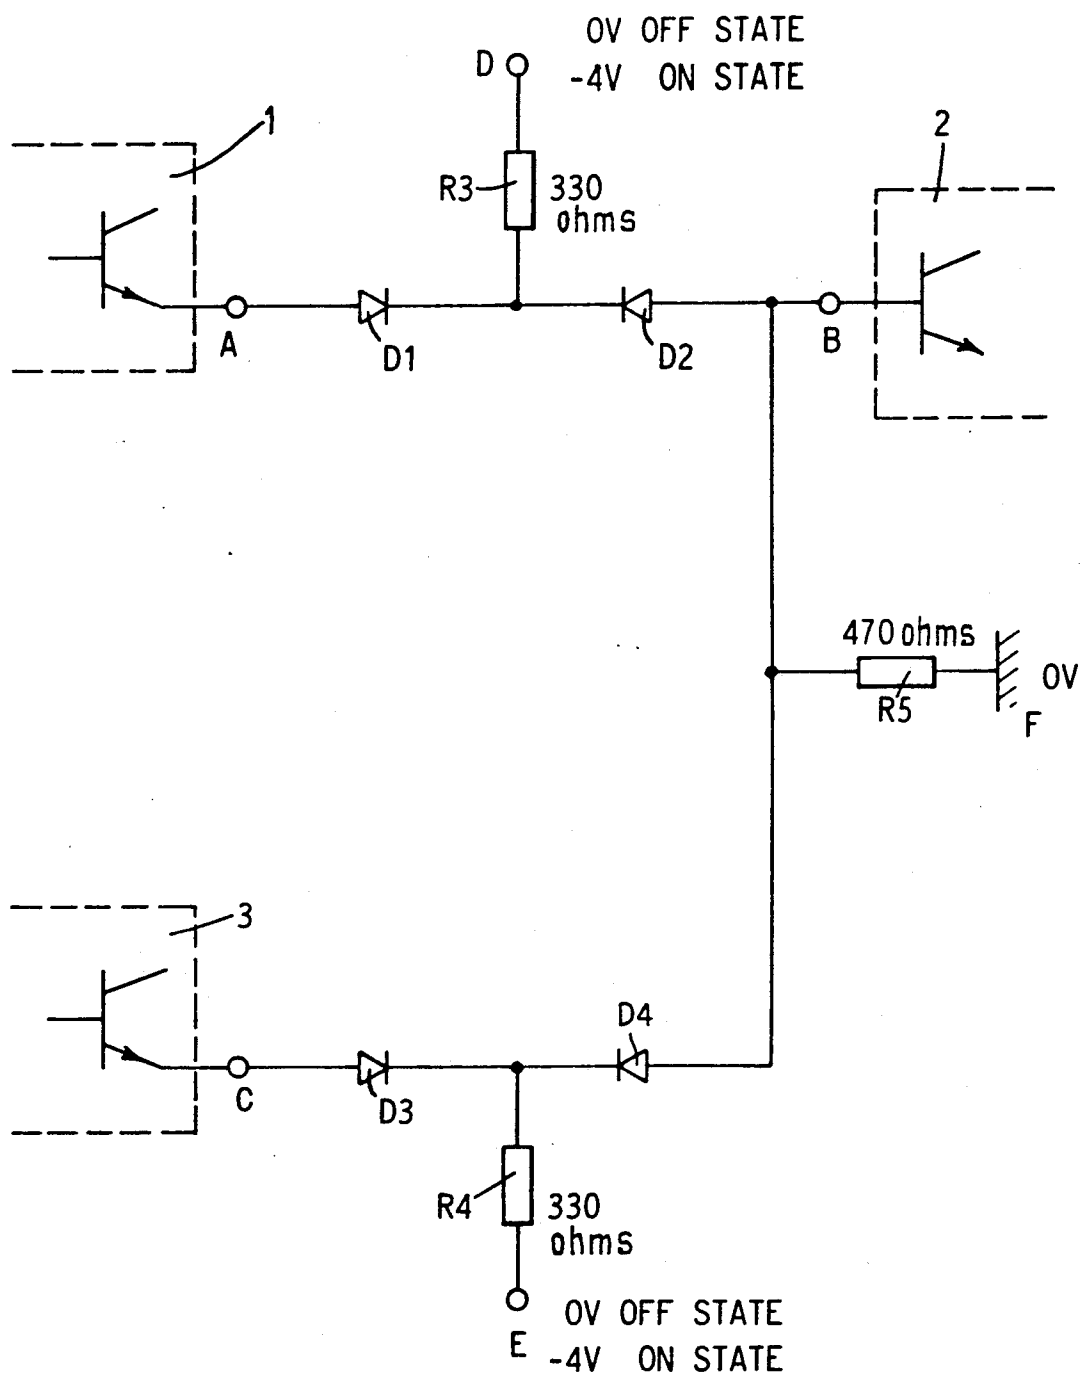 0V OFF STATE
D
-4V ON STATE
1
2
R3
330
ohms
A
D1
D2
B
470 ohms
R5
0V
F
3
D4
C
D3
R4
330
ohms
0V OFF STATE
E
-4V ON STATE